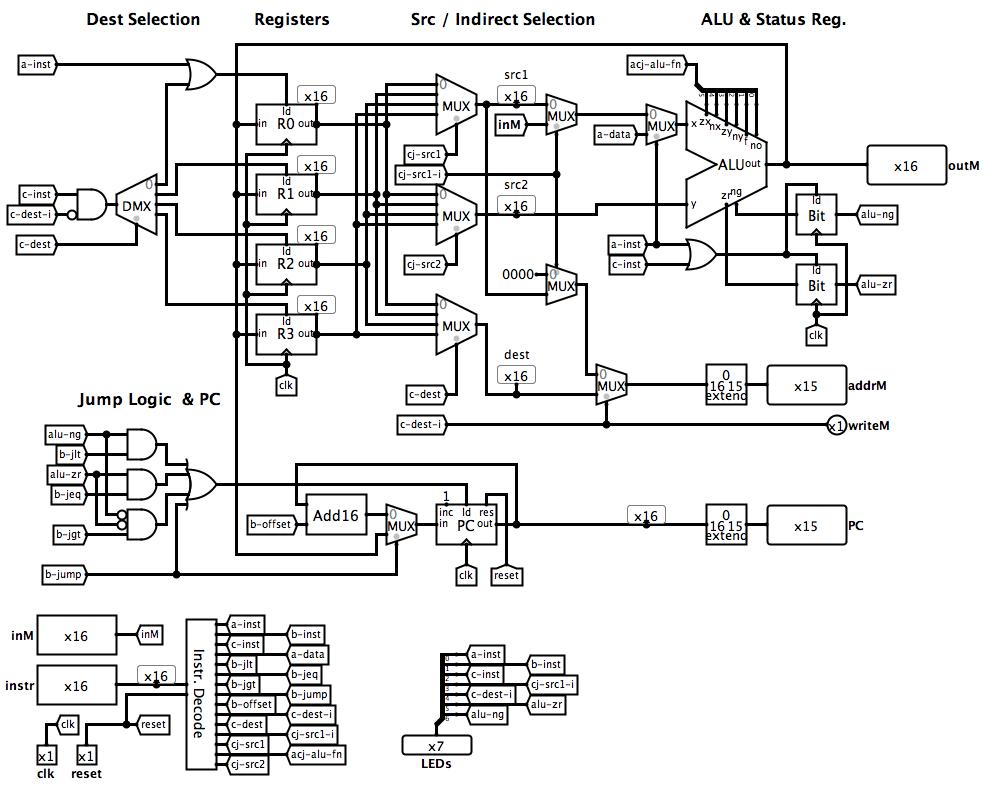 Dest Selection Registers Src / Indirect Selection ALU & Status Reg.
a-inst
ld
x16
in R0 out
c-inst
c-dest-i
c-dest
0
DMX
ld
x16
in R1 out
ld
x16
in R2 out
ld
x16
in R3 out
clk
0
MUX
cj-src1
cj-src1-i
src1
x16
inM
0
MUX
0
MUX
cj-src2
src2
x16
0000
0
MUX
0
MUX
c-dest
c-dest-i
dest
x16
0
MUX
acj-alu-fn
a-data
0
MUX
x zx nx zy ny f no
ALU out
y
zr ng
x16 outM
a-inst
c-inst
ld
Bit
alu-ng
ld
Bit
alu-zr
clk
0
16 15
extend
x15 addrM
x1 writeM
Jump Logic & PC
alu-ng
b-jlt
alu-zr
b-jeq
b-jgt
b-jump
b-offset
Add16
0
MUX
1
inc ld res
in PC out
clk reset
x16
0
16 15
extend
x15 PC
inM x16 inM
instr x16 x16
clk reset
x1 x1
clk reset
Instr. Decode
a-inst
b-inst
c-inst
a-data
b-jlt
b-jeq
b-jgt
b-jump
b-offset
c-dest-i
c-dest
cj-src1-i
cj-src1
acj-alu-fn
cj-src2
a-inst
b-inst
c-inst
cj-src1-i
c-dest-i
alu-zr
alu-ng
x7
LEDs